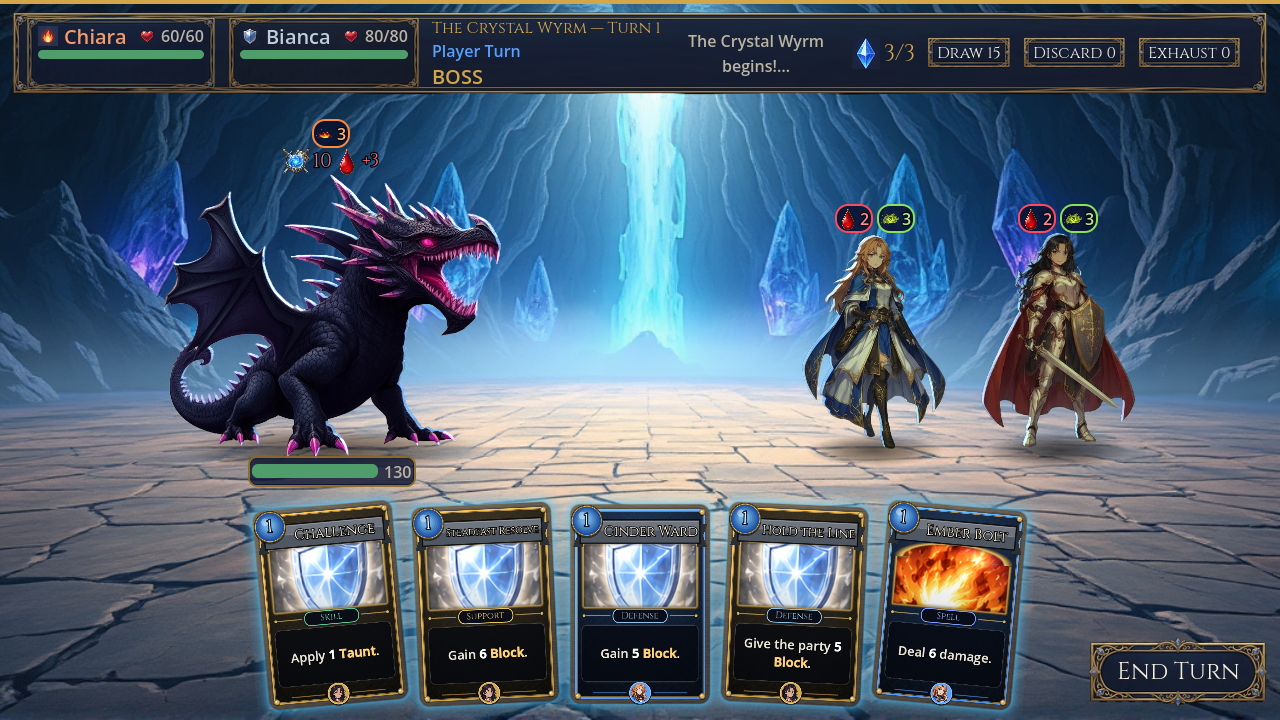 Chiara 60/60
Bianca 80/80
The Crystal Wyrm — Turn 1
Player Turn
BOSS
The Crystal Wyrm
begins!...
3/3
Draw 15
Discard 0
Exhaust 0
3
10 +3
2 3
2 3
130
1 Challenge
Skill
Apply 1 Taunt.
1 Steadfast Resolve
Support
Gain 6 Block.
1 Cinder Ward
Defense
Gain 5 Block.
1 Hold the Line
Defense
Give the party 5
Block.
1 Ember Bolt
Spell
Deal 6 damage.
End Turn